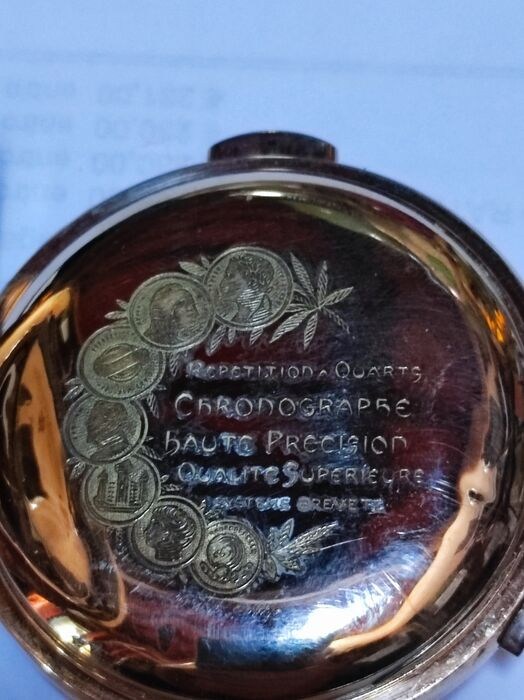 REPETITION A QUARTS
CHRONOGRAPHE
HAUTE PRECISION
QUALITE SUPERIEURE
SYSTEME BREVETE